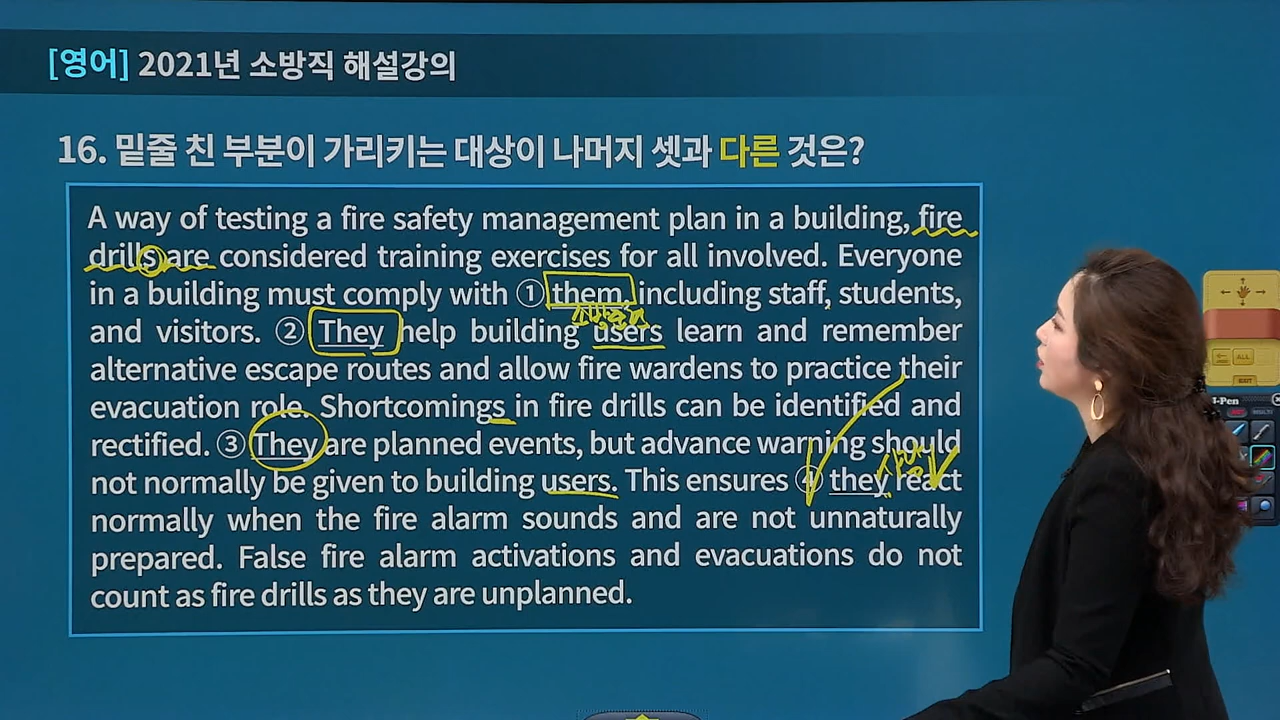 [영어] 2021년 소방직 해설강의
16. 밑줄 친 부분이 가리키는 대상이 나머지 셋과 다른 것은?
A way of testing a fire safety management plan in a building, fire
drills are considered training exercises for all involved. Everyone
in a building must comply with ① them, including staff, students,
and visitors. ② They help building users learn and remember
alternative escape routes and allow fire wardens to practice their
evacuation role. Shortcomings in fire drills can be identified and
rectified. ③ They are planned events, but advance warning should
not normally be given to building users. This ensures ④ they react
normally when the fire alarm sounds and are not unnaturally
prepared. False fire alarm activations and evacuations do not
count as fire drills as they are unplanned.
ALL
EXIT
J-Pen